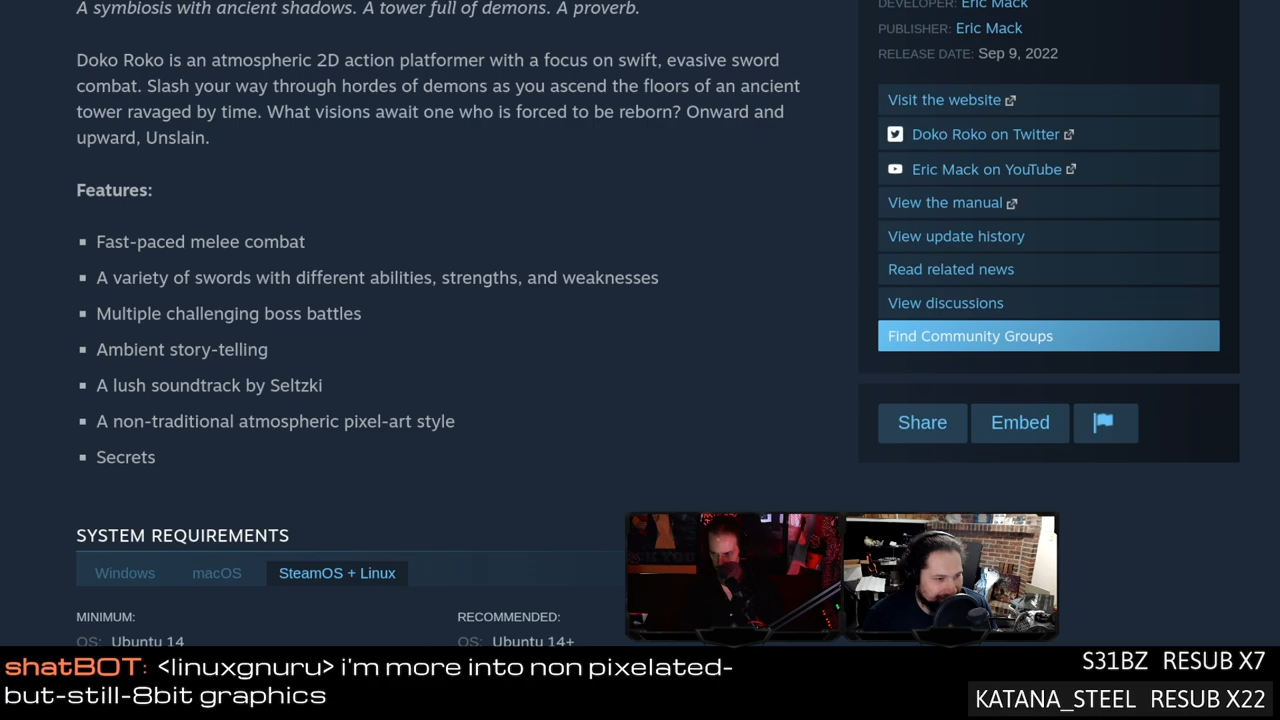 A symbiosis with ancient shadows. A tower full of demons. A proverb.
Doko Roko is an atmospheric 2D action platformer with a focus on swift, evasive sword
combat. Slash your way through hordes of demons as you ascend the floors of an ancient
tower ravaged by time. What visions await one who is forced to be reborn? Onward and
upward, Unslain.
Features:
Fast-paced melee combat
A variety of swords with different abilities, strengths, and weaknesses
Multiple challenging boss battles
Ambient story-telling
A lush soundtrack by Seltzki
A non-traditional atmospheric pixel-art style
Secrets
SYSTEM REQUIREMENTS
Windows macOS SteamOS + Linux
MINIMUM:
OS: Ubuntu 14
RECOMMENDED:
OS: Ubuntu 14+
DEVELOPER: Eric Mack
PUBLISHER: Eric Mack
RELEASE DATE: Sep 9, 2022
Visit the website
Doko Roko on Twitter
Eric Mack on YouTube
View the manual
View update history
Read related news
View discussions
Find Community Groups
Share Embed
shatBOT: <linuxgnuru> i'm more into non pixelated-
but-still-8bit graphics
S31BZ RESUB X7
KATANA_STEEL RESUB X22